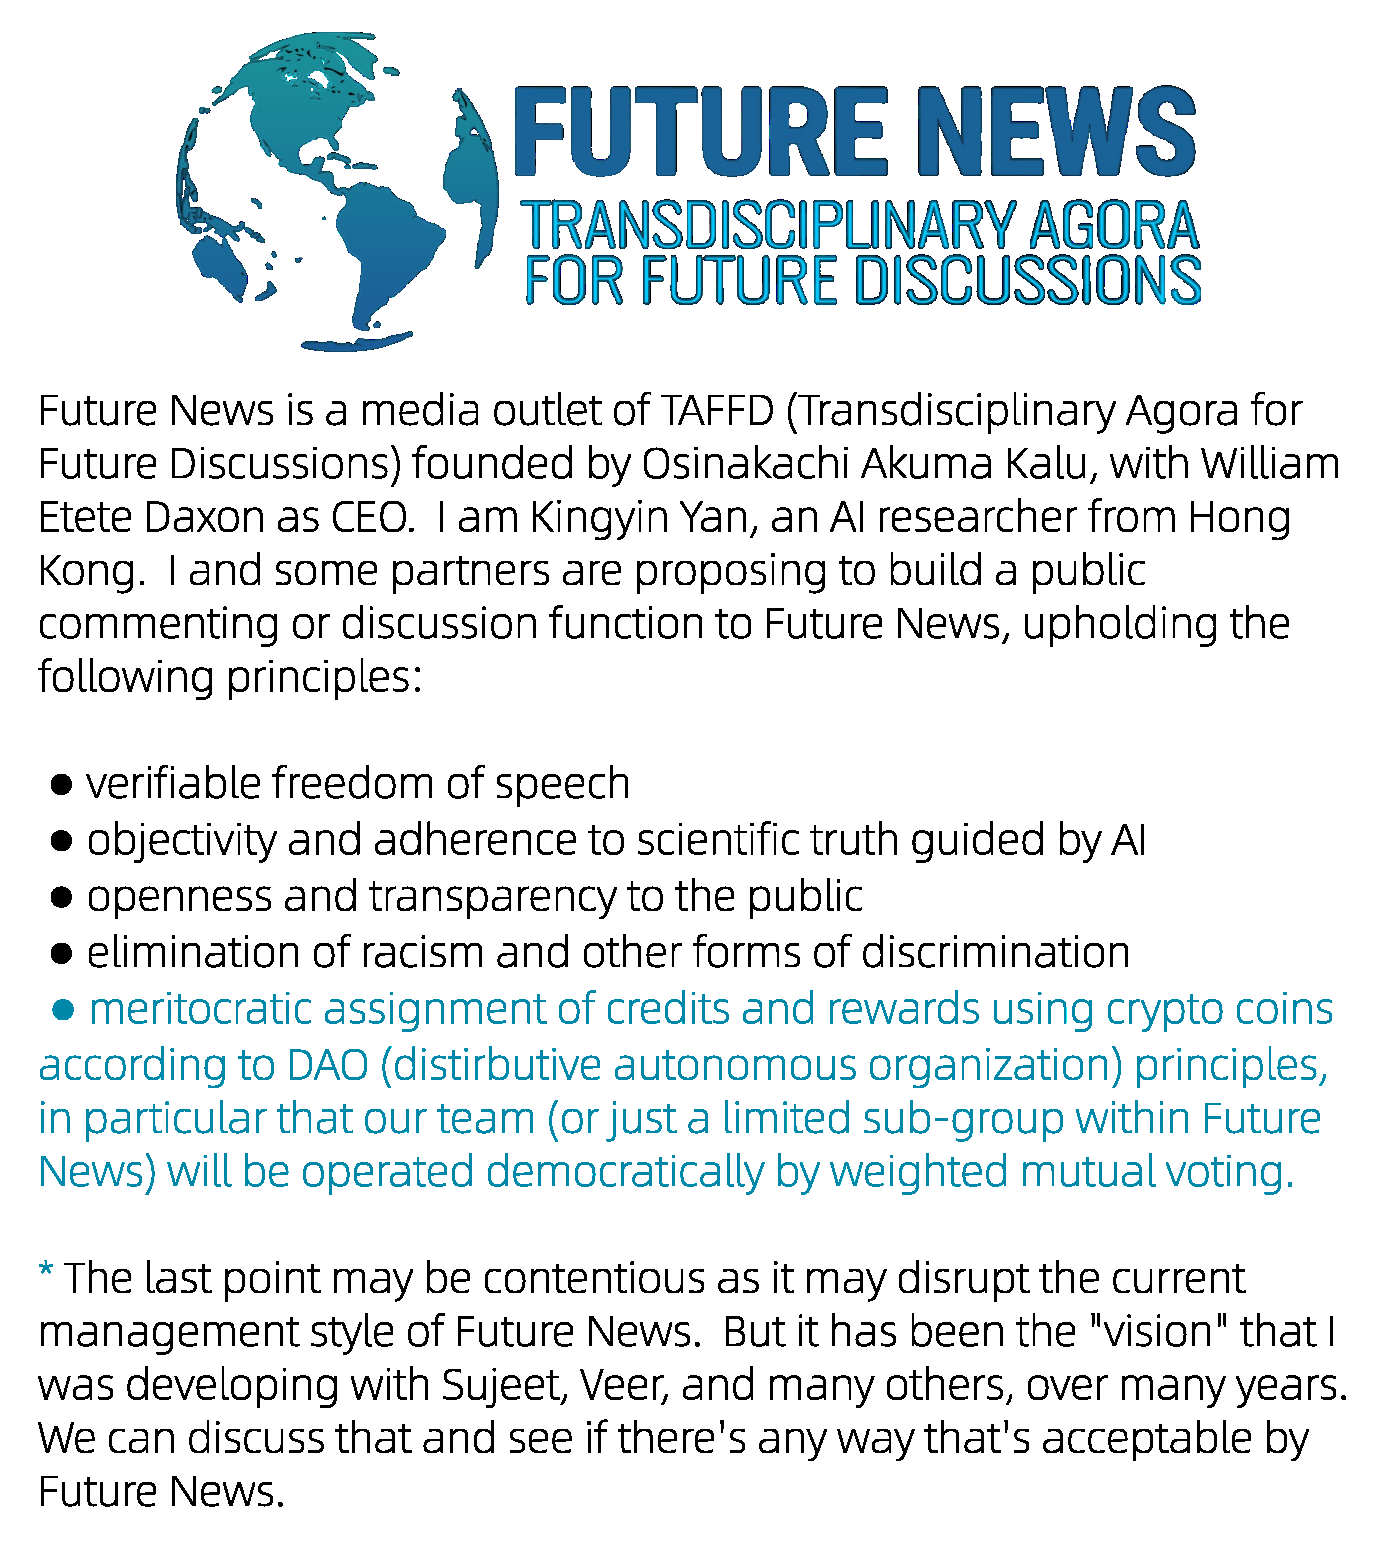 FUTURE NEWS
TRANSDISCIPLINARY AGORA
FOR FUTURE DISCUSSIONS
Future News is a media outlet of TAFFD (Transdisciplinary Agora for
Future Discussions) founded by Osinakachi Akuma Kalu, with William
Etete Daxon as CEO.  I am Kingyin Yan, an AI researcher from Hong
Kong.  I and some partners are proposing to build a public
commenting or discussion function to Future News, upholding the
following principles:
● verifiable freedom of speech
● objectivity and adherence to scientific truth guided by AI
● openness and transparency to the public
● elimination of racism and other forms of discrimination
● meritocratic assignment of credits and rewards using crypto coins
according to DAO (distirbutive autonomous organization) principles,
in particular that our team (or just a limited sub-group within Future
News) will be operated democratically by weighted mutual voting.
* The last point may be contentious as it may disrupt the current
management style of Future News.  But it has been the "vision" that I
was developing with Sujeet, Veer, and many others, over many years.
We can discuss that and see if there's any way that's acceptable by
Future News.